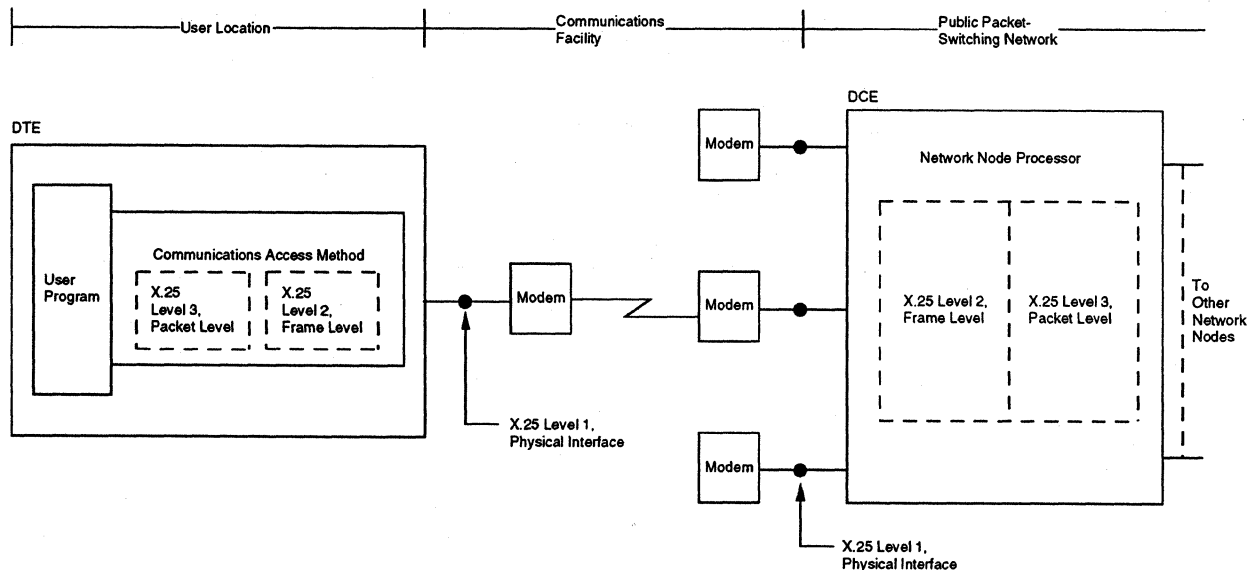 User Location
Communications
Facility
Public Packet-
Switching Network
DTE
User
Program
Communications Access Method
X.25
Level 3,
Packet Level
X.25
Level 2,
Frame Level
Modem
X.25 Level 1,
Physical Interface
Modem
Modem
Modem
DCE
Network Node Processor
X.25 Level 2,
Frame Level
X.25 Level 3,
Packet Level
To
Other
Network
Nodes
X.25 Level 1,
Physical Interface